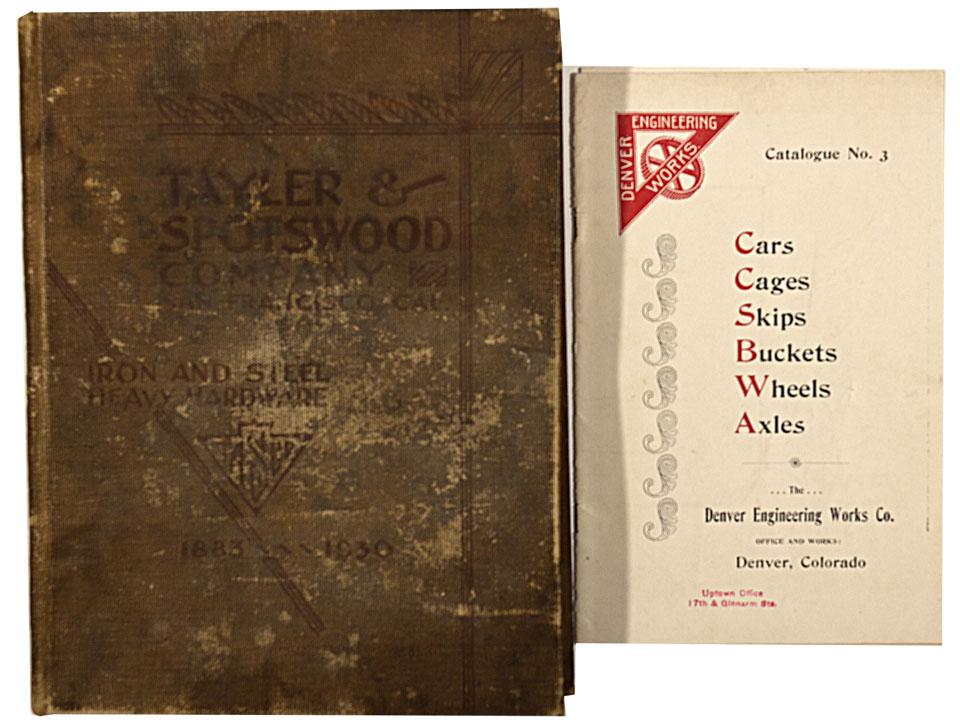 TAYLER &
SPOTSWOOD
COMPANY
SAN FRANCISCO, CAL.
IRON AND STEEL
HEAVY HARDWARE
1883 1930
DENVER
ENGINEERING
WORKS
Catalogue No. 3
Cars
Cages
Skips
Buckets
Wheels
Axles
...The...
Denver Engineering Works Co.
OFFICE AND WORKS:
Denver, Colorado
Uptown Office
17th & Glenarm Sts.